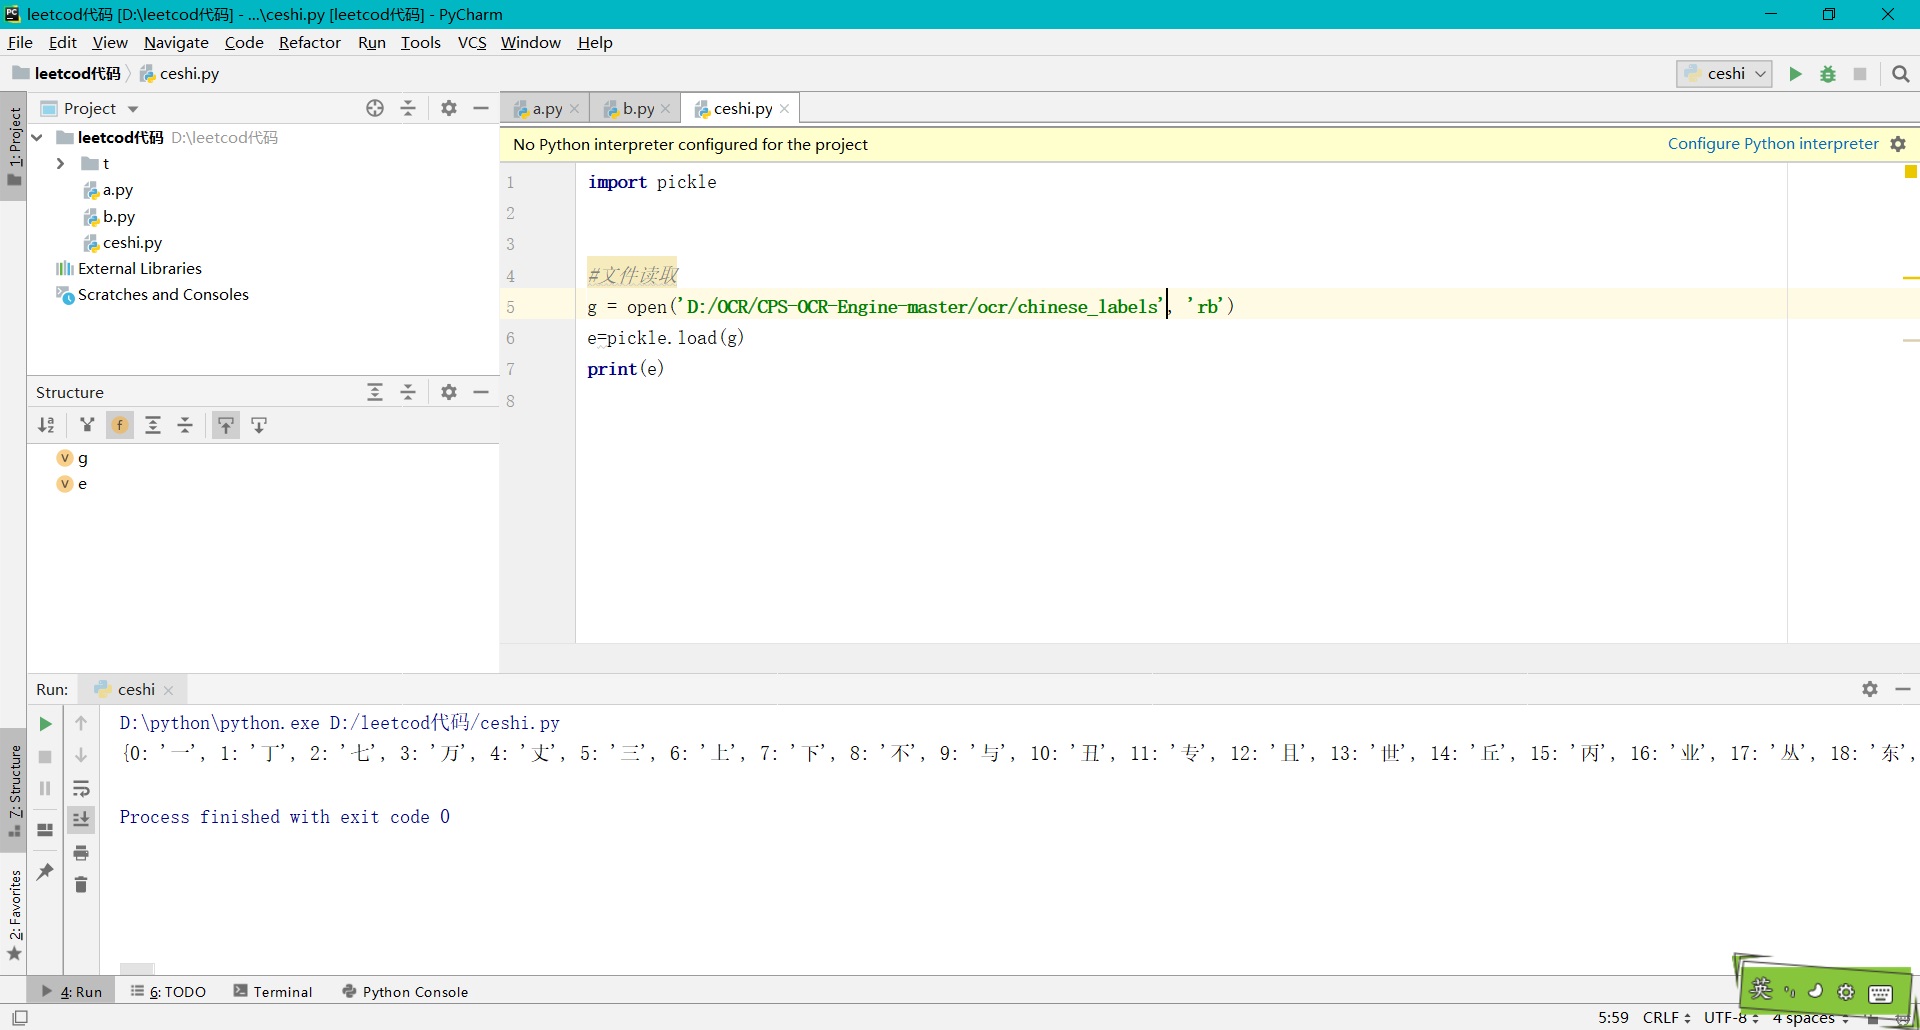 leetcod代码 [D:\leetcod代码] - ...\ceshi.py [leetcod代码] - PyCharm
File Edit View Navigate Code Refactor Run Tools VCS Window Help
leetcod代码 ceshi.py
ceshi
1: Project
Project
a.py
b.py
ceshi.py
leetcod代码 D:\leetcod代码
t
a.py
b.py
ceshi.py
External Libraries
Scratches and Consoles
No Python interpreter configured for the project
Configure Python interpreter
1 import pickle
2
3
4 #文件读取
5 g = open('D:/OCR/CPS-OCR-Engine-master/ocr/chinese_labels', 'rb')
6 e=pickle.load(g)
7 print(e)
8
Structure
g
e
Run: ceshi
D:\python\python.exe D:/leetcod代码/ceshi.py
{0: '一', 1: '丁', 2: '七', 3: '万', 4: '丈', 5: '三', 6: '上', 7: '下', 8: '不', 9: '与', 10: '丑', 11: '专', 12: '且', 13: '世', 14: '丘', 15: '丙', 16: '业', 17: '丛', 18: '东',
Process finished with exit code 0
7: Structure
2: Favorites
4: Run 6: TODO Terminal Python Console
英
5:59 CRLF UTF-8 4 spaces